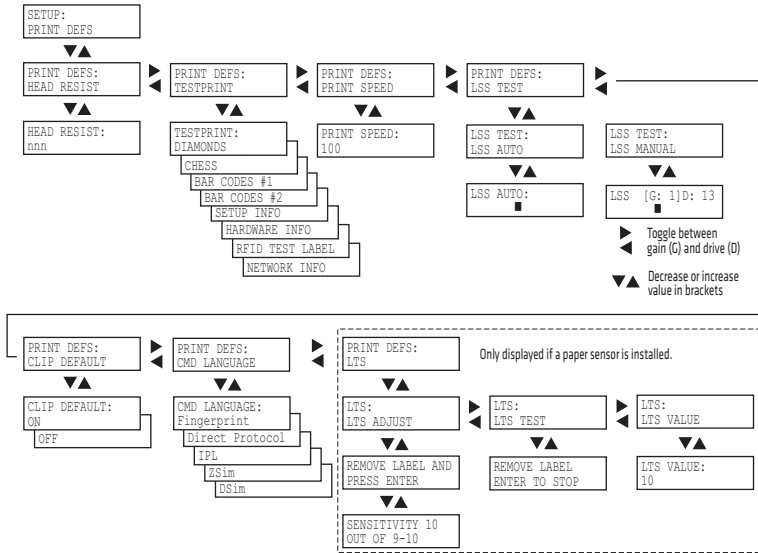 SETUP:
PRINT DEFS
PRINT DEFS:
HEAD RESIST
HEAD RESIST:
nnn
PRINT DEFS:
TESTPRINT
TESTPRINT:
DIAMONDS
CHESS
BAR CODES #1
BAR CODES #2
SETUP INFO
HARDWARE INFO
RFID TEST LABEL
NETWORK INFO
PRINT DEFS:
PRINT SPEED
PRINT SPEED:
100
PRINT DEFS:
LSS TEST
LSS TEST:
LSS AUTO
LSS AUTO:
LSS TEST:
LSS MANUAL
LSS [G: 1]D: 13
Toggle between
gain (G) and drive (D)
Decrease or increase
value in brackets
PRINT DEFS:
CLIP DEFAULT
CLIP DEFAULT:
ON
OFF
PRINT DEFS:
CMD LANGUAGE
CMD LANGUAGE:
Fingerprint
Direct Protocol
IPL
ZSim
DSim
PRINT DEFS:
LTS
Only displayed if a paper sensor is installed.
LTS:
LTS ADJUST
REMOVE LABEL AND
PRESS ENTER
SENSITIVITY 10
OUT OF 9-10
LTS:
LTS TEST
REMOVE LABEL
ENTER TO STOP
LTS:
LTS VALUE
LTS VALUE:
10